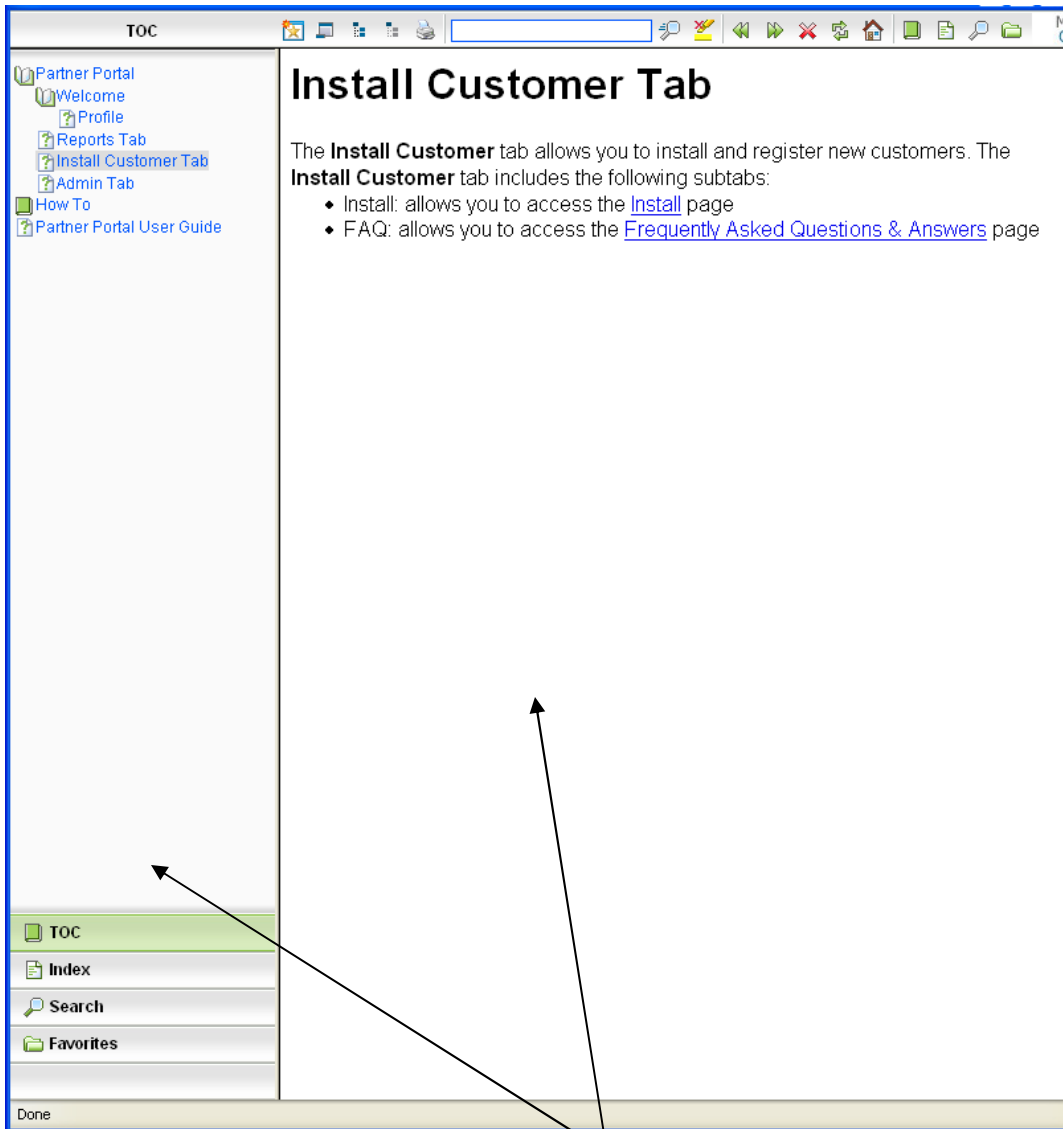 TOC
Partner Portal
Welcome
Profile
Reports Tab
Install Customer Tab
Admin Tab
How To
Partner Portal User Guide
Install Customer Tab
The Install Customer tab allows you to install and register new customers. The
Install Customer tab includes the following subtabs:
• Install: allows you to access the Install page
• FAQ: allows you to access the Frequently Asked Questions & Answers page
TOC
Index
Search
Favorites
Done